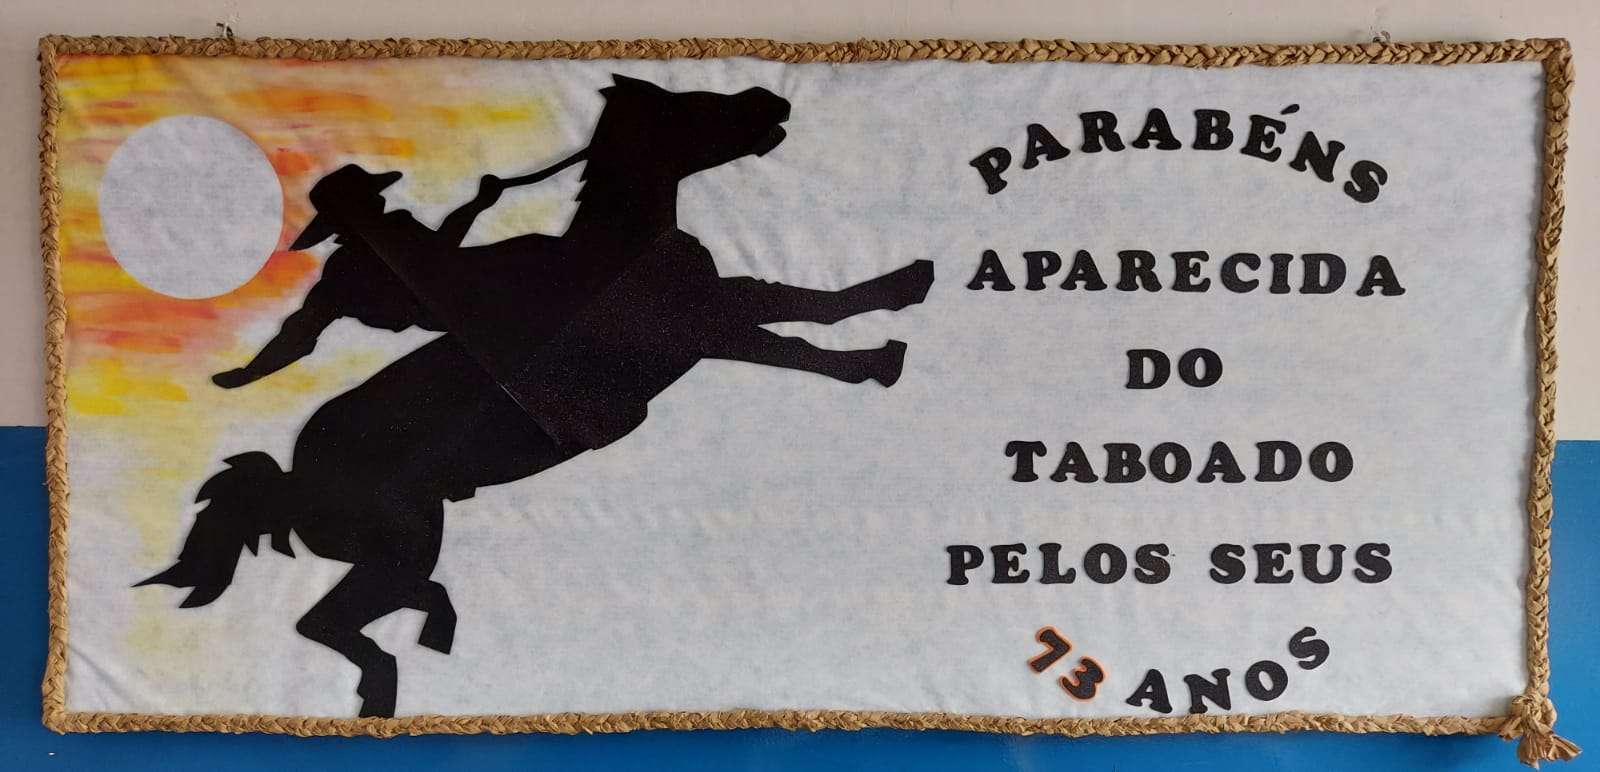 PARABÉNS
APARECIDA
DO
TABOADO
PELOS SEUS
73 ANOS